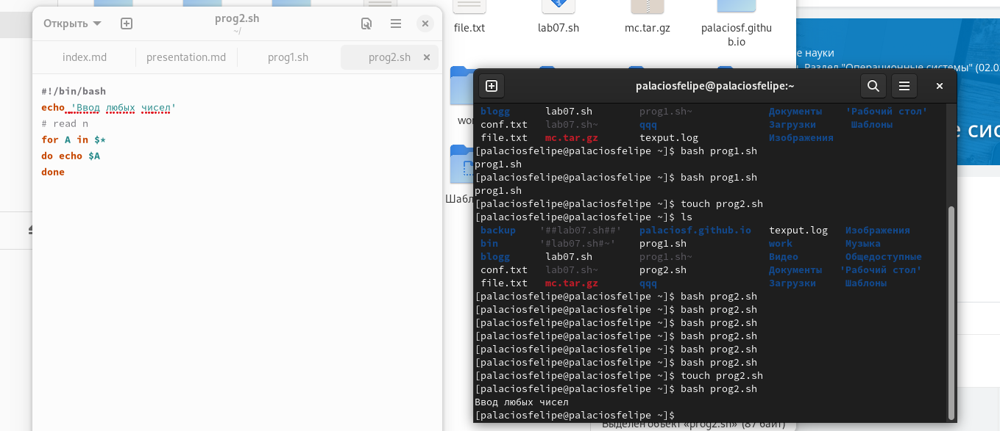 Открыть
prog2.sh
~/
index.md
presentation.md
prog1.sh
prog2.sh
#!/bin/bash
echo 'Ввод любых чисел'
# read n
for A in $*
do echo $A
done
file.txt
lab07.sh
mc.tar.gz
palaciosf.githu
b.io
е науки
Раздел "Операционные системы" (02.0
palaciosfelipe@palaciosfelipe:~
blogg lab07.sh prog1.sh~ Документы 'Рабочий стол'
conf.txt lab07.sh~ qqq Загрузки Шаблоны
file.txt mc.tar.gz texput.log Изображения
[palaciosfelipe@palaciosfelipe ~]$ bash prog1.sh
prog1.sh
[palaciosfelipe@palaciosfelipe ~]$ bash prog1.sh
prog1.sh
[palaciosfelipe@palaciosfelipe ~]$ touch prog2.sh
[palaciosfelipe@palaciosfelipe ~]$ ls
backup '##lab07.sh##' palaciosf.github.io texput.log Изображения
bin '#lab07.sh#~' prog1.sh work Музыка
blogg lab07.sh prog1.sh~ Видео Общедоступные
conf.txt lab07.sh~ prog2.sh Документы 'Рабочий стол'
file.txt mc.tar.gz qqq Загрузки Шаблоны
[palaciosfelipe@palaciosfelipe ~]$ bash prog2.sh
[palaciosfelipe@palaciosfelipe ~]$ bash prog2.sh
[palaciosfelipe@palaciosfelipe ~]$ bash prog2.sh
[palaciosfelipe@palaciosfelipe ~]$ bash prog2.sh
[palaciosfelipe@palaciosfelipe ~]$ bash prog2.sh
[palaciosfelipe@palaciosfelipe ~]$ bash prog2.sh
[palaciosfelipe@palaciosfelipe ~]$ touch prog2.sh
[palaciosfelipe@palaciosfelipe ~]$ bash prog2.sh
Ввод любых чисел
[palaciosfelipe@palaciosfelipe ~]$
wor
Шабл
е сис
Выделен объект «prog2.sh» (87 байт)